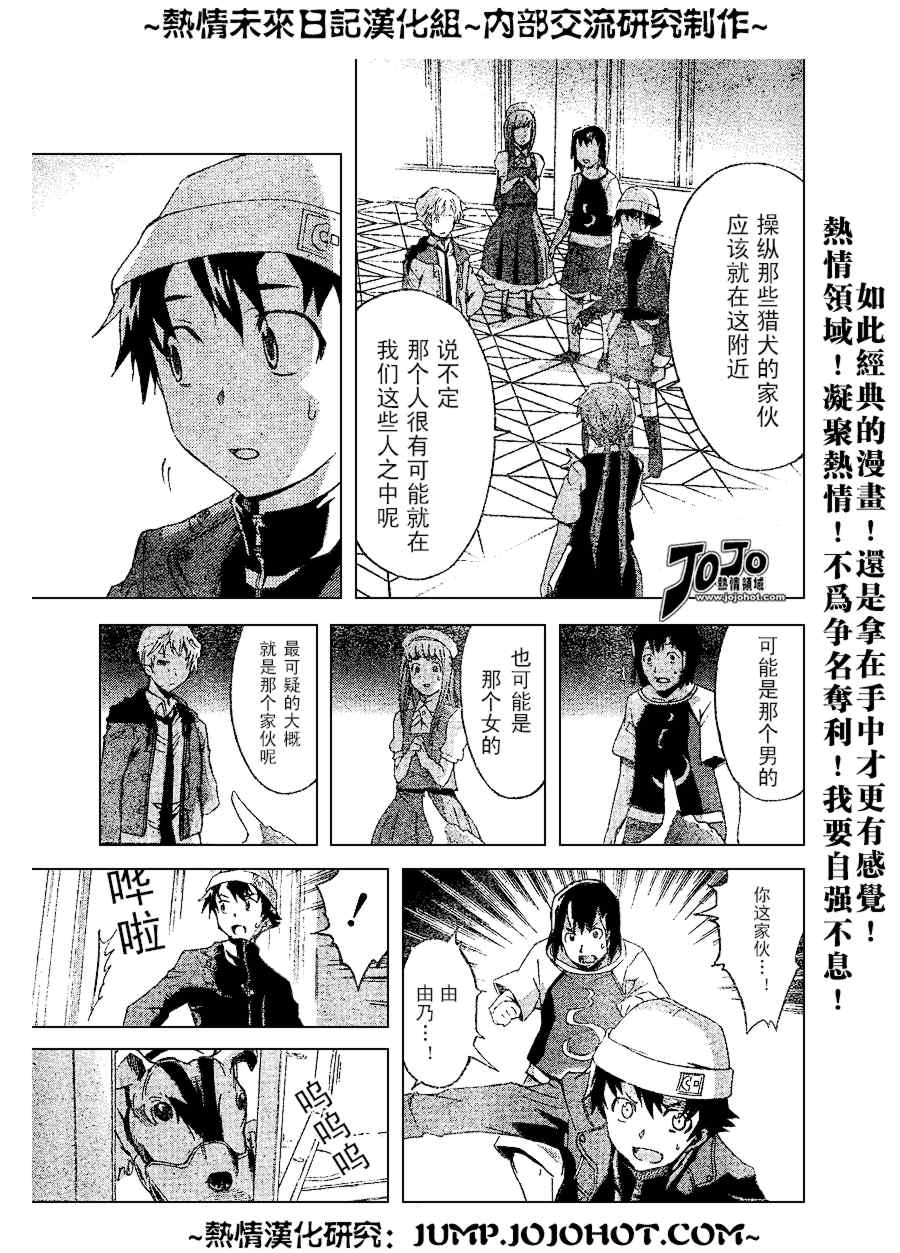 ~熱情未來日記漢化組~内部交流研究制作~
操纵那些猎犬的家伙
应该就在这附近
说不定
那个人很有可能就在
我们这些人之中呢
JOJO
熱情領域
www.jojohot.com
可能是那个男的
也可能是
那个女的
最可疑的大概
就是那个家伙呢
你这家伙…！
由
由乃…！
！
哗
啦
呜
呜
呜
如此經典的漫畫！還是拿在手中才更有感覺！
熱情領域！凝聚熱情！不爲争名奪利！我要自强不息！
~熱情漢化研究：JUMP.JOJOHOT.COM~